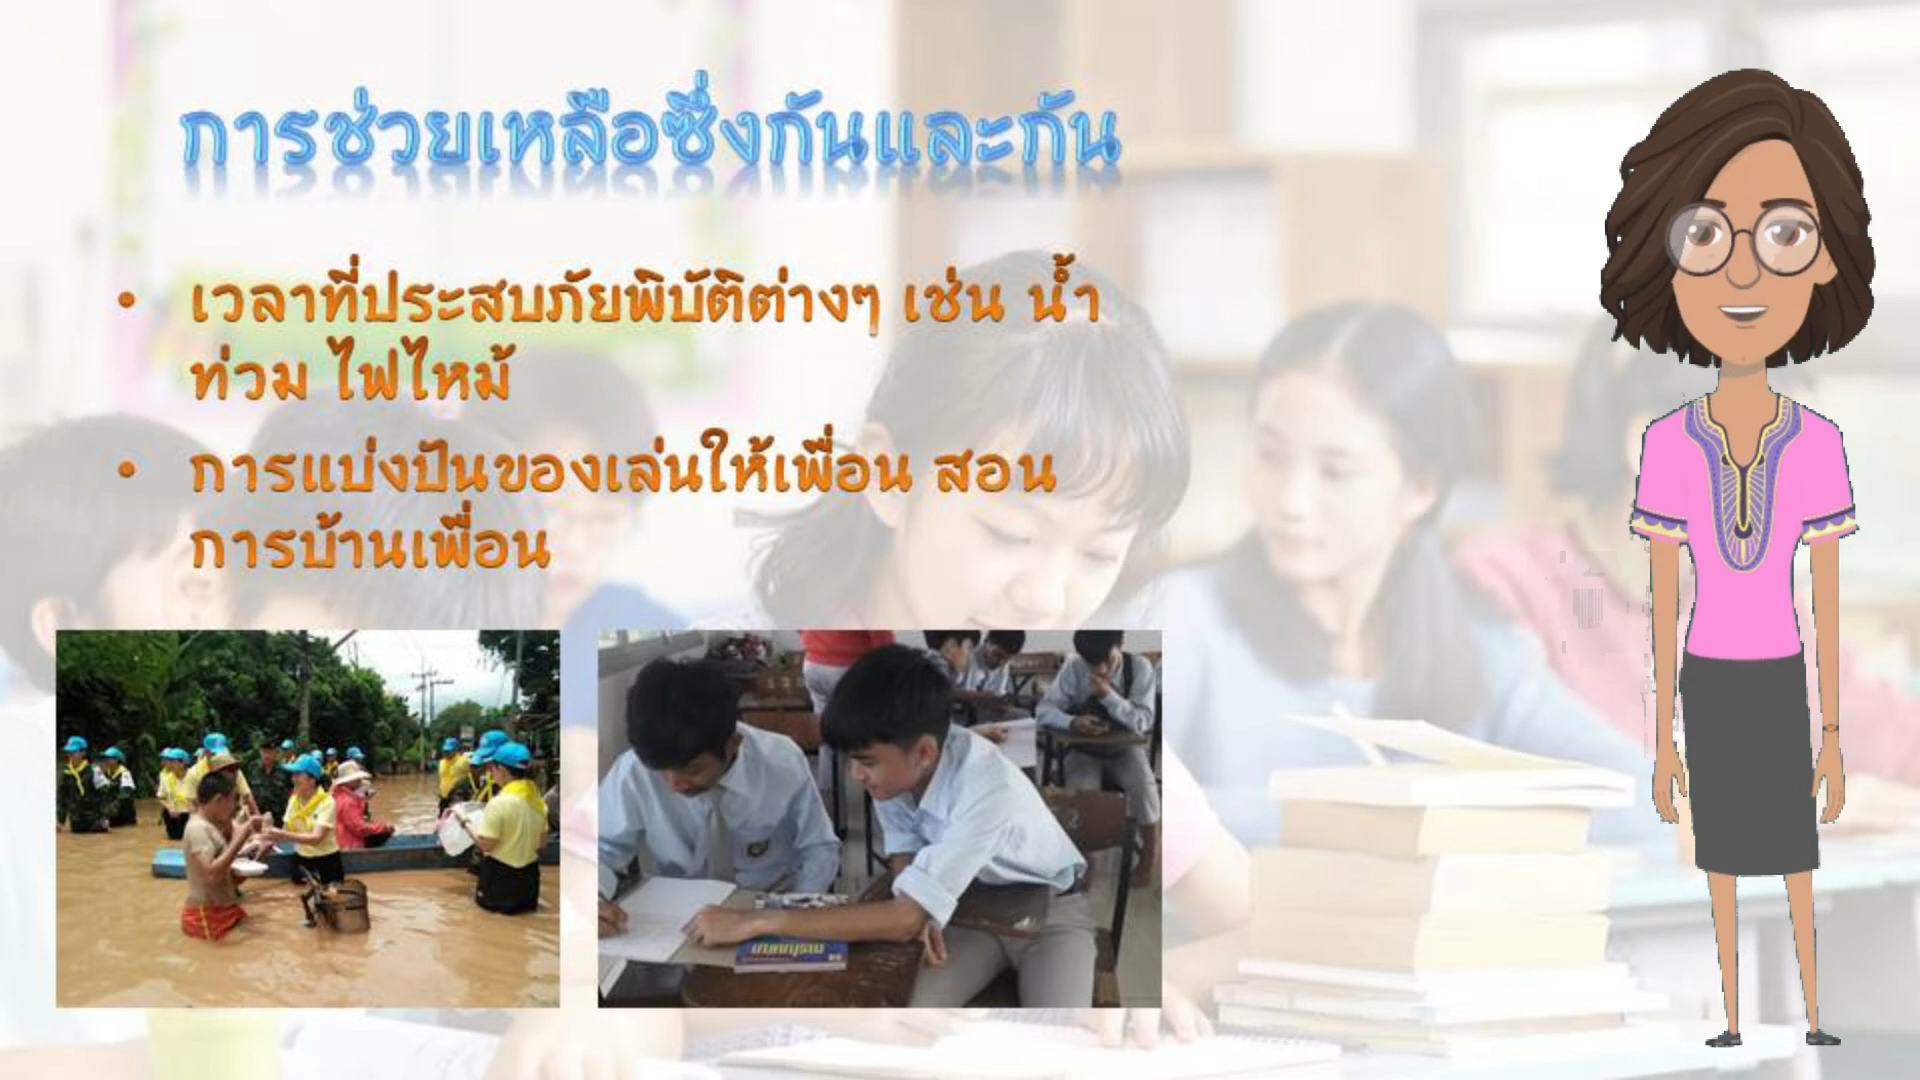 การช่วยเหลือซึ่งกันและกัน
• เวลาที่ประสบภัยพิบัติต่างๆ เช่น น้ำ
ท่วม ไฟไหม้
• การแบ่งปันของเล่นให้เพื่อน สอน
การบ้านเพื่อน